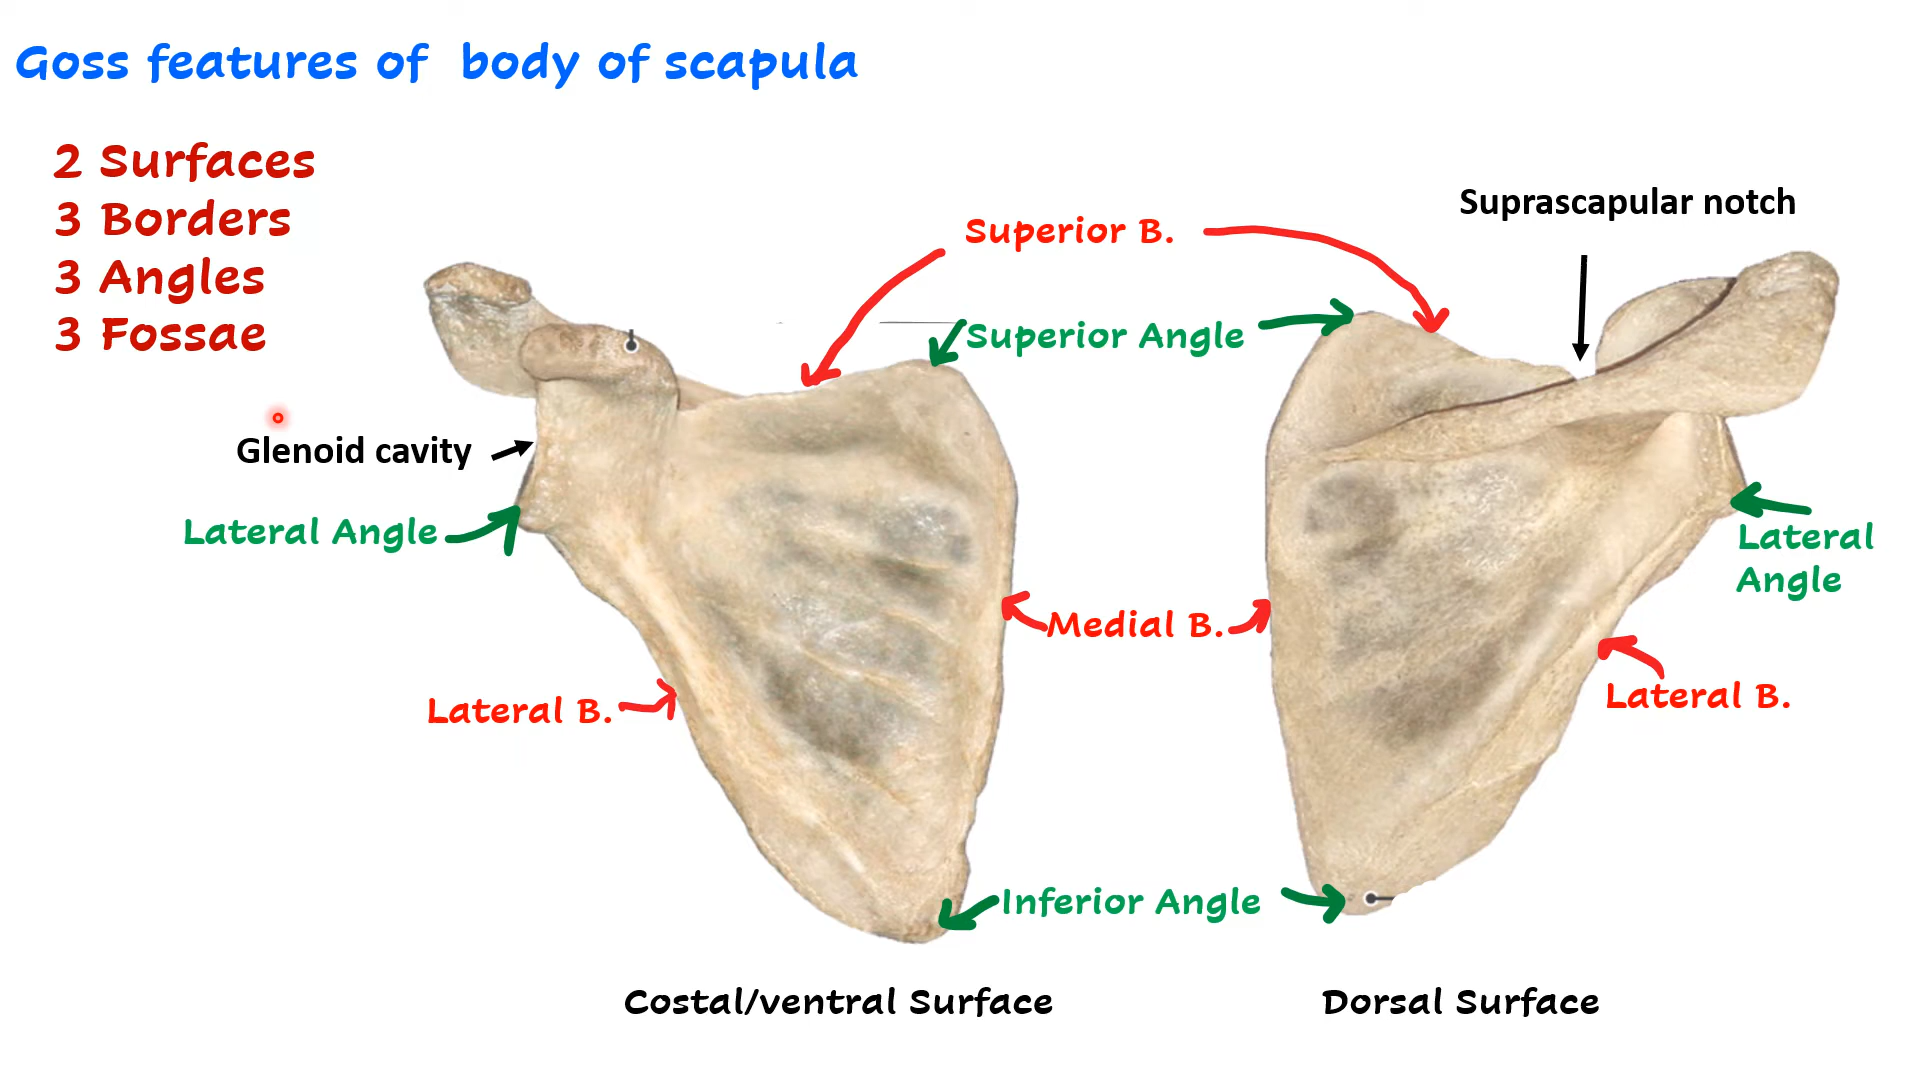 Goss features of body of scapula
2 Surfaces
3 Borders
3 Angles
3 Fossae
Suprascapular notch
Superior B.
Superior Angle
Glenoid cavity
Lateral Angle
Lateral
Angle
Medial B.
Lateral B.
Lateral B.
Inferior Angle
Costal/ventral Surface
Dorsal Surface